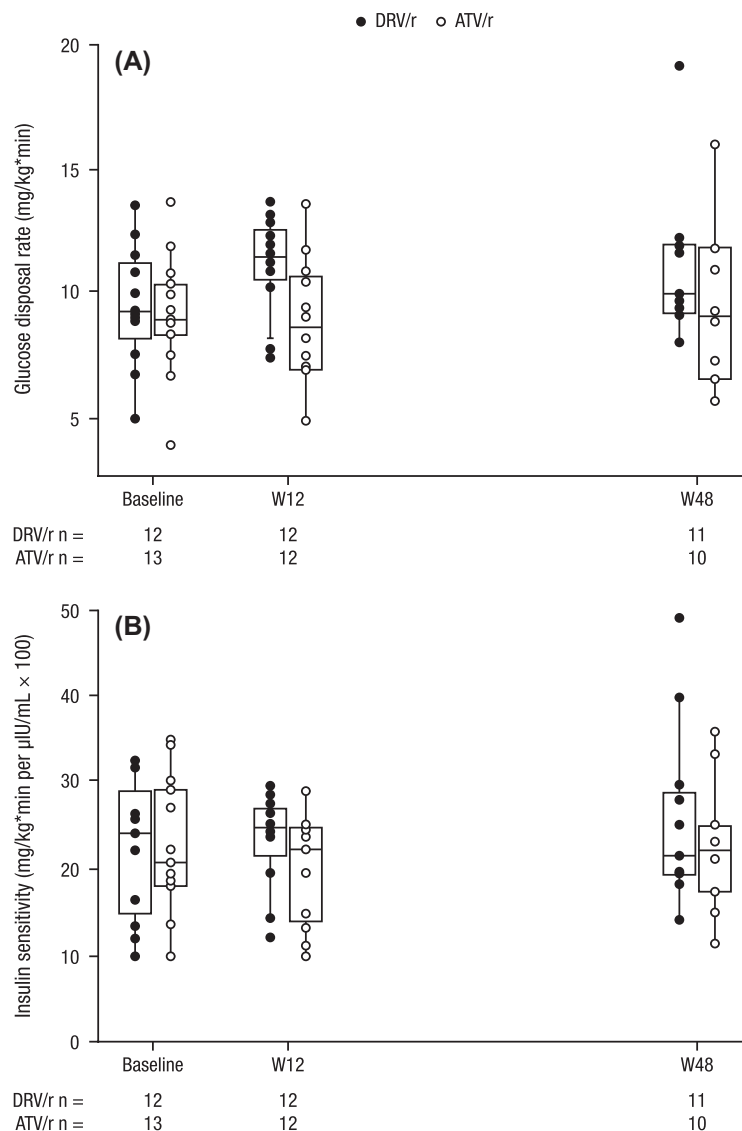 DRV/r ATV/r
(A)
Glucose disposal rate (mg/kg*min)
20
15
10
5
Baseline W12 W48
DRV/r n = 12 12 11
ATV/r n = 13 12 10
(B)
Insulin sensitivity (mg/kg*min per µIU/mL × 100)
50
40
30
20
10
0
Baseline W12 W48
DRV/r n = 12 12 11
ATV/r n = 13 12 10